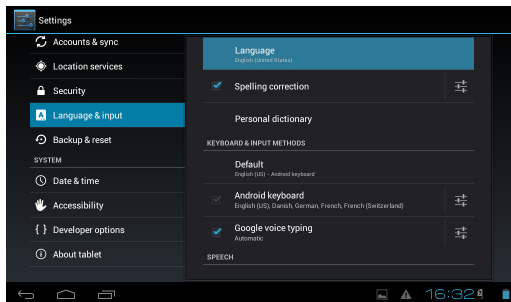 Settings
Accounts & sync
Location services
Security
A Language & input
Backup & reset
SYSTEM
Date & time
Accessibility
{ } Developer options
About tablet
Language
English (United States)
Spelling correction
Personal dictionary
KEYBOARD & INPUT METHODS
Default
English (US) - Android keyboard
Android keyboard
English (US), Danish, German, French, French (Switzerland)
Google voice typing
Automatic
SPEECH
16:32